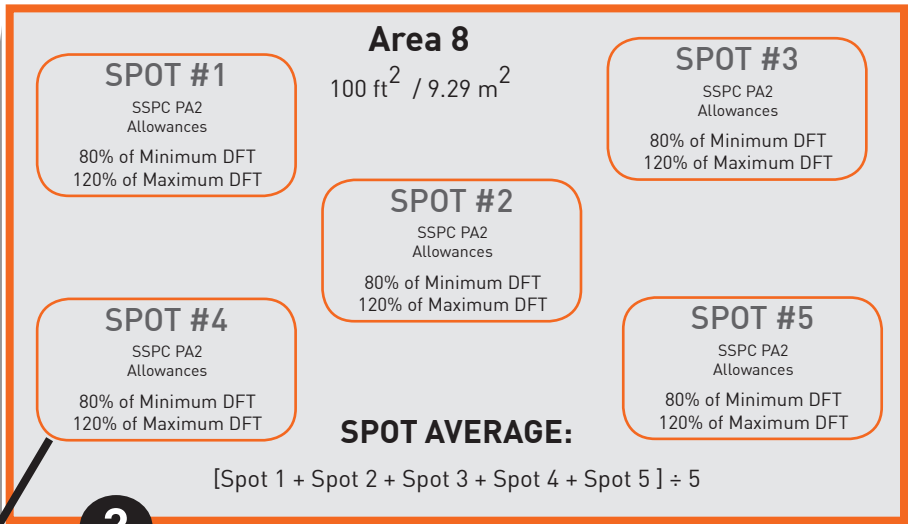 Area 8
100 ft2 / 9.29 m2
SPOT #1
SSPC PA2
Allowances
80% of Minimum DFT
120% of Maximum DFT
SPOT #3
SSPC PA2
Allowances
80% of Minimum DFT
120% of Maximum DFT
SPOT #2
SSPC PA2
Allowances
80% of Minimum DFT
120% of Maximum DFT
SPOT #4
SSPC PA2
Allowances
80% of Minimum DFT
120% of Maximum DFT
SPOT #5
SSPC PA2
Allowances
80% of Minimum DFT
120% of Maximum DFT
SPOT AVERAGE:
[Spot 1 + Spot 2 + Spot 3 + Spot 4 + Spot 5 ] ÷ 5